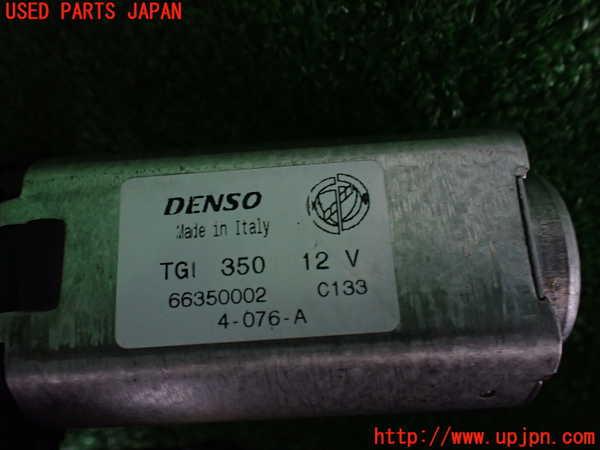 USED PARTS JAPAN
DENSO
Made in Italy
TGI 350 12 V
66350002 C133
4-076-A
http://www.upjpn.com